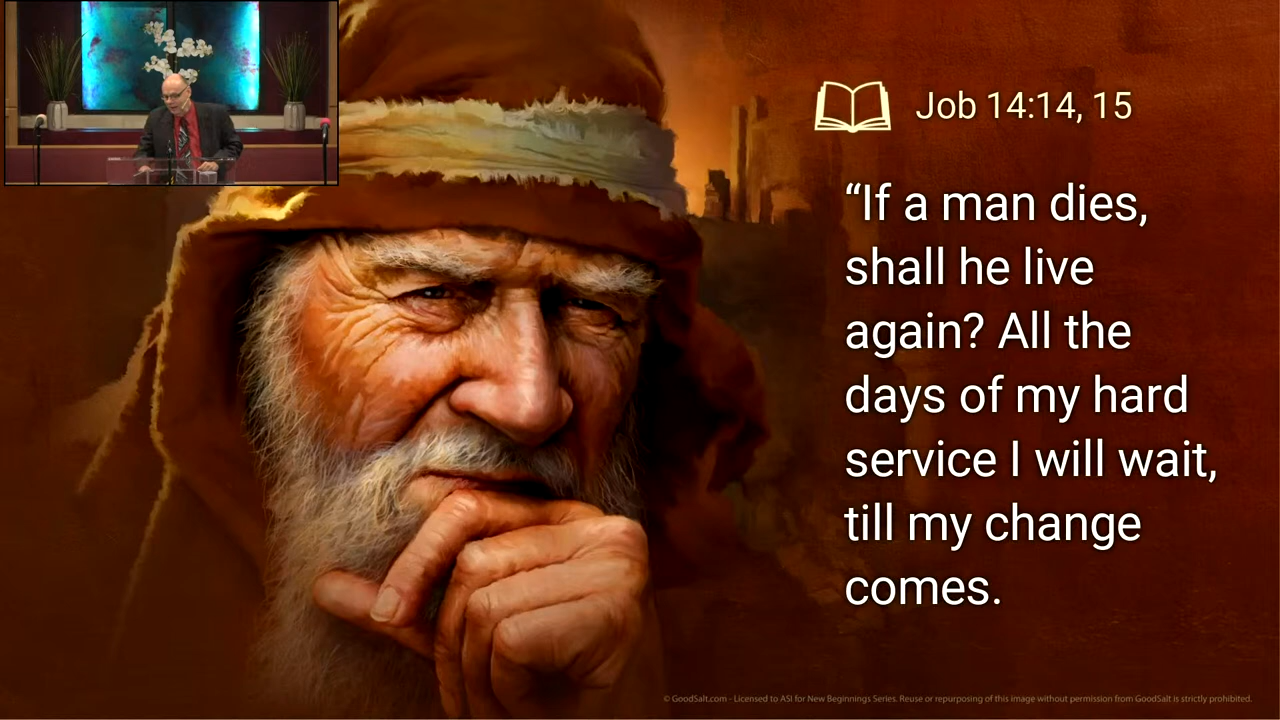 Job 14:14, 15
“If a man dies,
shall he live
again? All the
days of my hard
service I will wait,
till my change
comes.
© GoodSalt.com - Licensed to ASI for New Beginnings Series. Reuse or repurposing of this image without permission from GoodSalt is strictly prohibited.